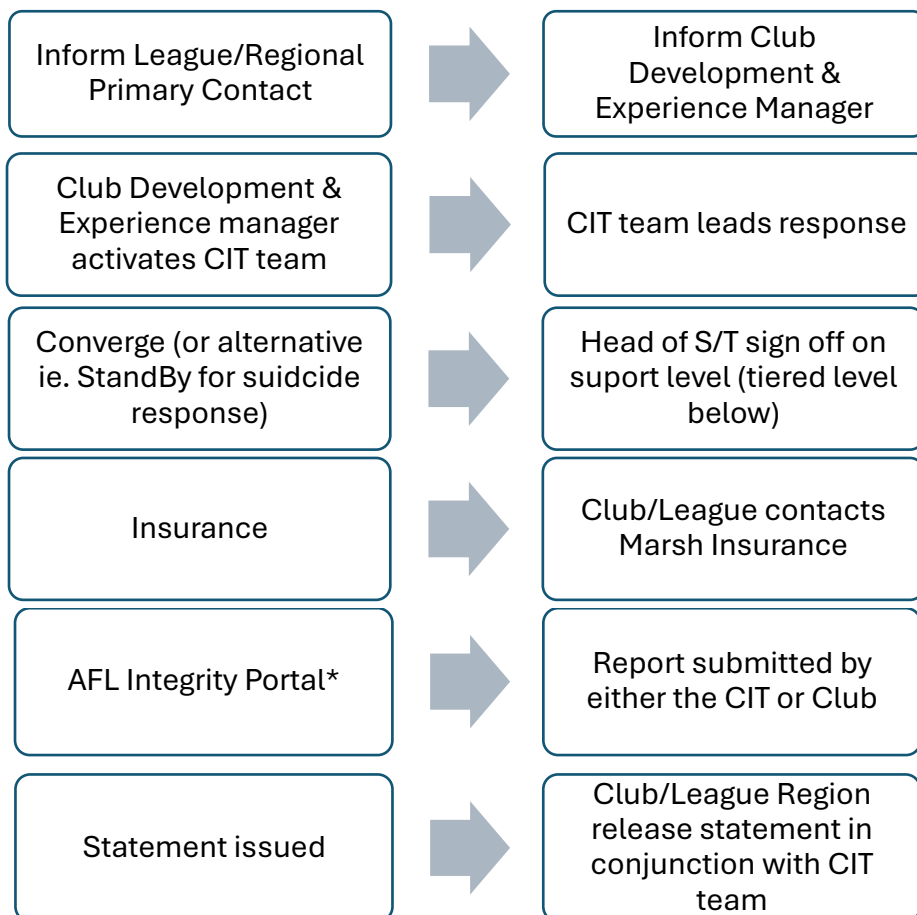 Inform League/Regional
Primary Contact
Inform Club
Development &
Experience Manager
Club Development &
Experience manager
activates CIT team
CIT team leads response
Converge (or alternative
ie. StandBy for suidcide
response)
Head of S/T sign off on
suport level (tiered level
below)
Insurance
Club/League contacts
Marsh Insurance
AFL Integrity Portal*
Report submitted by
either the CIT or Club
Statement issued
Club/League Region
release statement in
conjunction with CIT
team